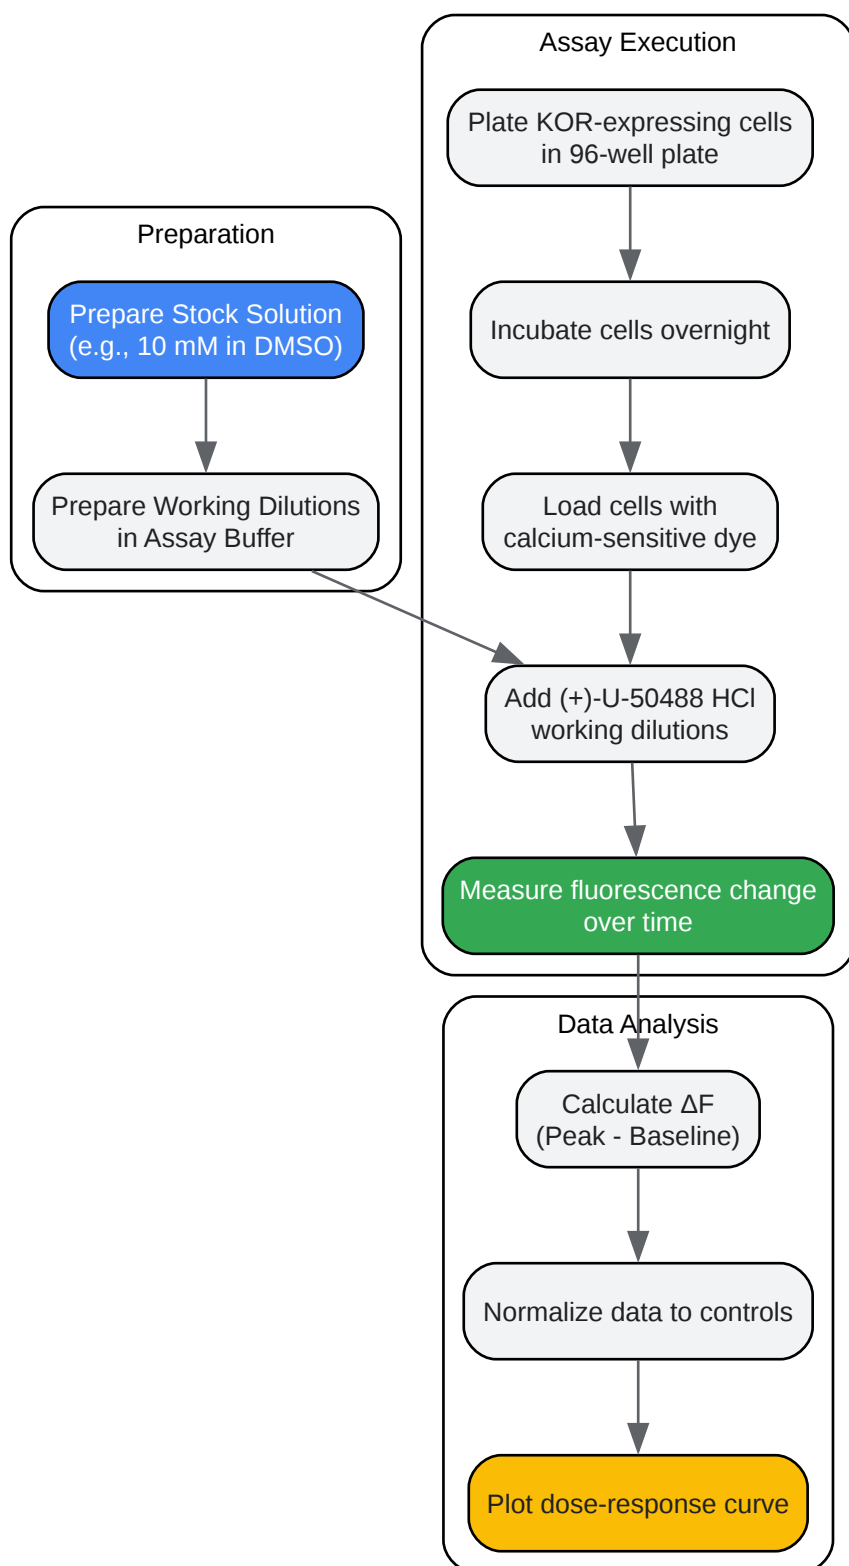 Assay Execution
Plate KOR-expressing cells
in 96-well plate
Preparation
Prepare Stock Solution
(e.g., 10 mM in DMSO)
Incubate cells overnight
Prepare Working Dilutions
in Assay Buffer
Load cells with
calcium-sensitive dye
Add (+)-U-50488 HCl
working dilutions
Measure fluorescence change
over time
Data Analysis
Calculate ΔF
(Peak - Baseline)
Normalize data to controls
Plot dose-response curve